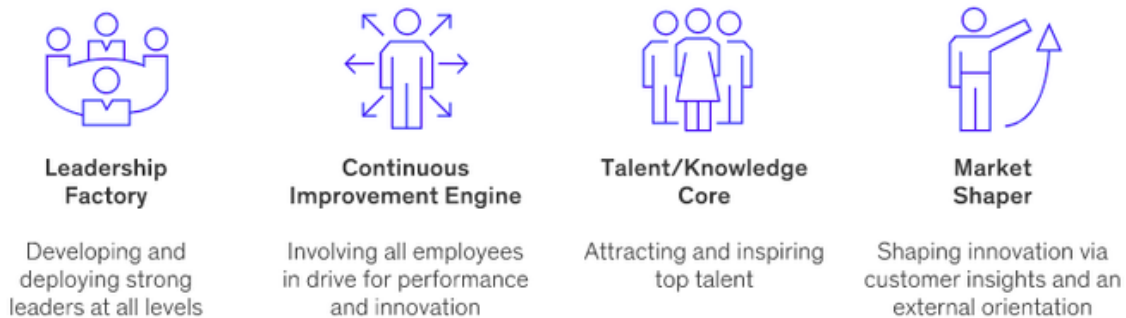 Leadership
Factory
Developing and
deploying strong
leaders at all levels
Continuous
Improvement Engine
Involving all employees
in drive for performance
and innovation
Talent/Knowledge
Core
Attracting and inspiring
top talent
Market
Shaper
Shaping innovation via
customer insights and an
external orientation